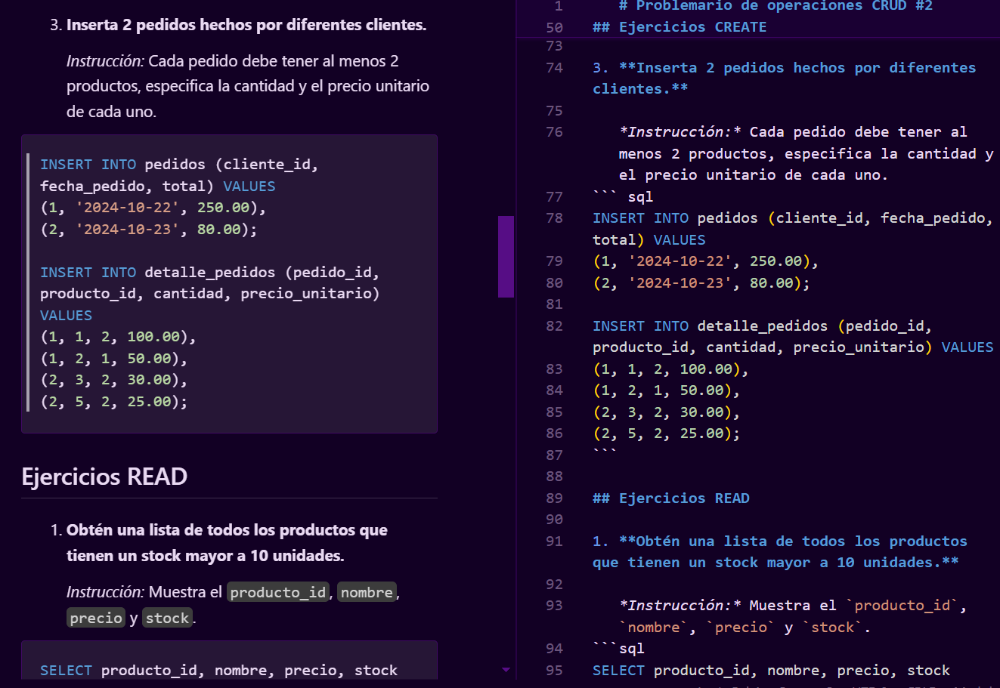 3. Inserta 2 pedidos hechos por diferentes clientes.
Instrucción: Cada pedido debe tener al menos 2
productos, especifica la cantidad y el precio unitario
de cada uno.
INSERT INTO pedidos (cliente_id,
fecha_pedido, total) VALUES
(1, '2024-10-22', 250.00),
(2, '2024-10-23', 80.00);
INSERT INTO detalle_pedidos (pedido_id,
producto_id, cantidad, precio_unitario)
VALUES
(1, 1, 2, 100.00),
(1, 2, 1, 50.00),
(2, 3, 2, 30.00),
(2, 5, 2, 25.00);
Ejercicios READ
1. Obtén una lista de todos los productos que
tienen un stock mayor a 10 unidades.
Instrucción: Muestra el producto_id, nombre,
precio y stock.
SELECT producto_id, nombre, precio, stock
1 # Problemario de operaciones CRUD #2
50 ## Ejercicios CREATE
73
74 3. **Inserta 2 pedidos hechos por diferentes
clientes.**
75
76 *Instrucción:* Cada pedido debe tener al
menos 2 productos, especifica la cantidad y
el precio unitario de cada uno.
77 ``` sql
78 INSERT INTO pedidos (cliente_id, fecha_pedido,
total) VALUES
79 (1, '2024-10-22', 250.00),
80 (2, '2024-10-23', 80.00);
81
82 INSERT INTO detalle_pedidos (pedido_id,
producto_id, cantidad, precio_unitario) VALUES
83 (1, 1, 2, 100.00),
84 (1, 2, 1, 50.00),
85 (2, 3, 2, 30.00),
86 (2, 5, 2, 25.00);
87 ```
88
89 ## Ejercicios READ
90
91 1. **Obtén una lista de todos los productos
que tienen un stock mayor a 10 unidades.**
92
93 *Instrucción:* Muestra el `producto_id`,
`nombre`, `precio` y `stock`.
94 ```sql
95 SELECT producto_id, nombre, precio, stock